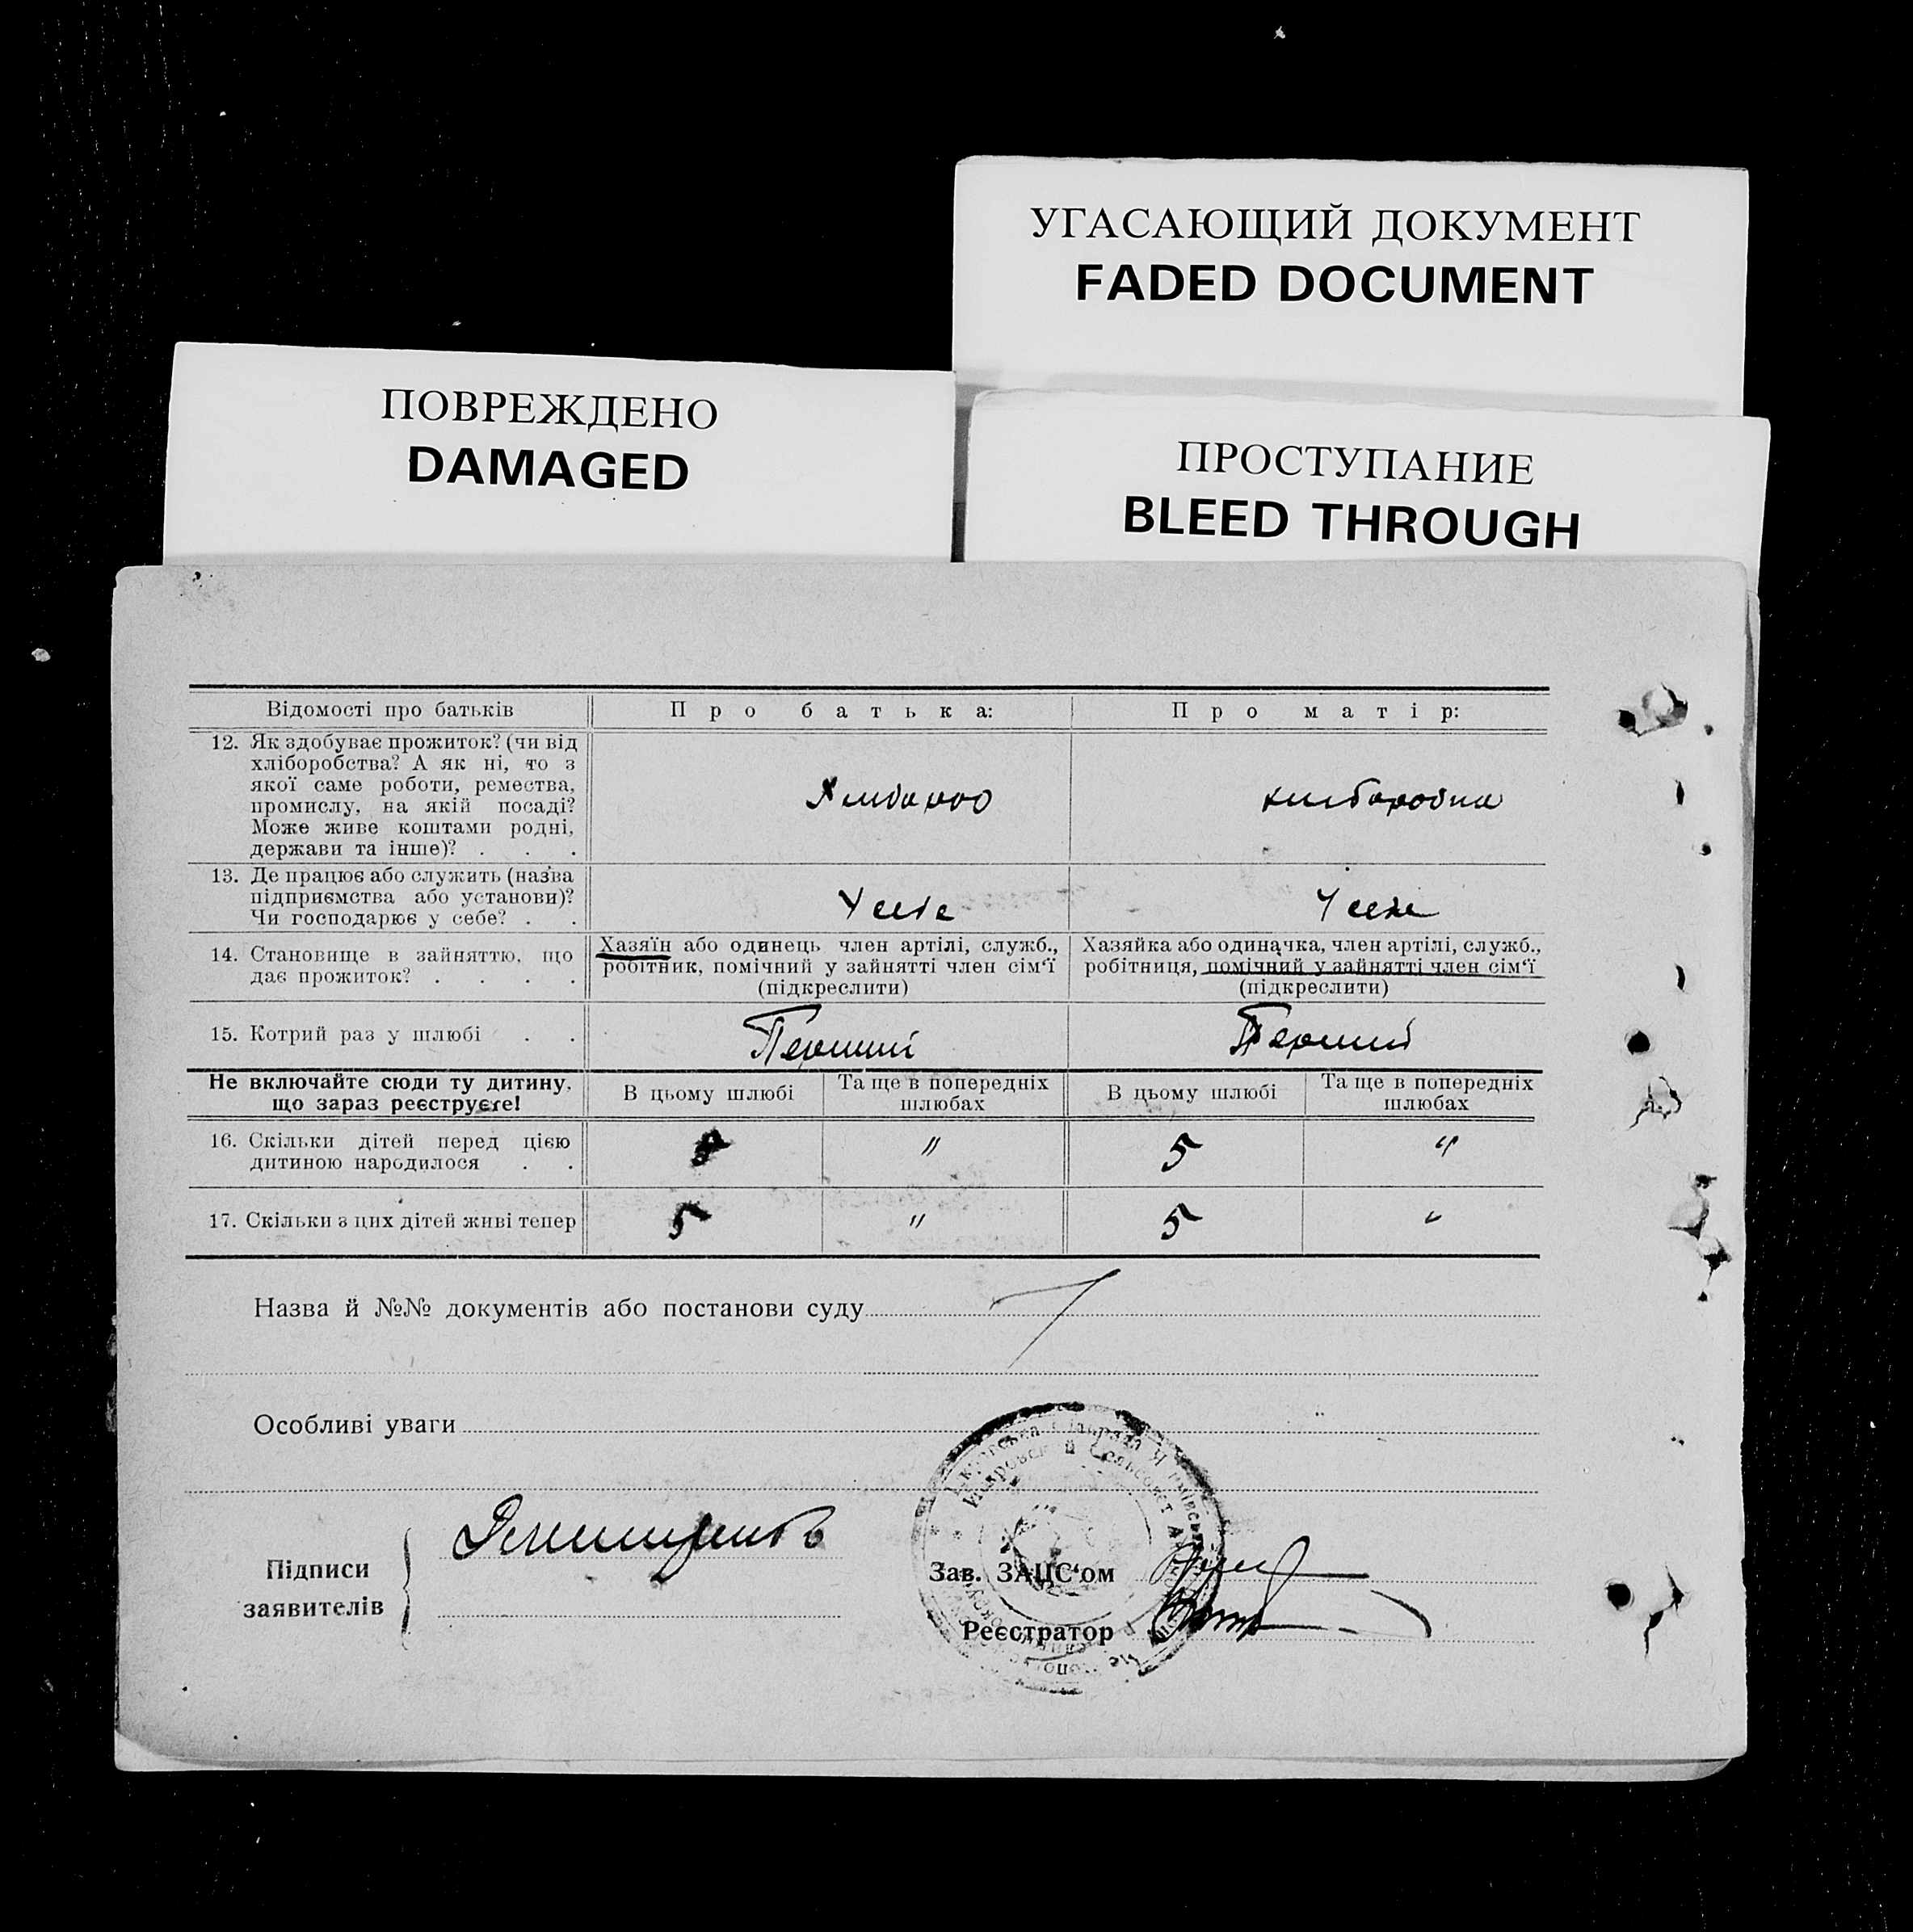 УГАСАЮЩИЙ ДОКУМЕНТ
FADED DOCUMENT
ПОВРЕЖДЕНО
DAMAGED
ПРОСТУПАНИЕ
BLEED THROUGH
Відомості про батьків
Про батька:
Про матір:
12. Як здобуває прожиток? (чи від
хліборобства? А як ні, то з
якої саме роботи, ремества,
промислу, на якій посаді?
Може живе коштами родні,
держави та інше)? . . .
13. Де працює або служить (назва
підприємства або установи)?
Чи господарює у себе? . .
У себе
У себе
14. Становище в зайняттю, що
дає прожиток? . . . .
Хазяїн або одинець, член артілі, служб.,
робітник, помічний у зайнятті член сім‘ї
(підкреслити)
Хазяйка або одиначка, член артілі, служб.,
робітниця, помічний у зайнятті член сім‘ї
(підкреслити)
15. Котрий раз у шлюбі . .
Перший
Перший
Не включайте сюди ту дитину,
що зараз реєструєте!
В цьому шлюбі
Та ще в попередніх
шлюбах
В цьому шлюбі
Та ще в попередніх
шлюбах
16. Скільки дітей перед цією
дитиною народилося . .
"
5
"
17. Скільки з цих дітей живі тепер
5
"
5
"
Назва й №№ документів або постанови суду
Особливі уваги
Підписи
заявителів
Зав. ЗАЦС‘ом
Реєстратор